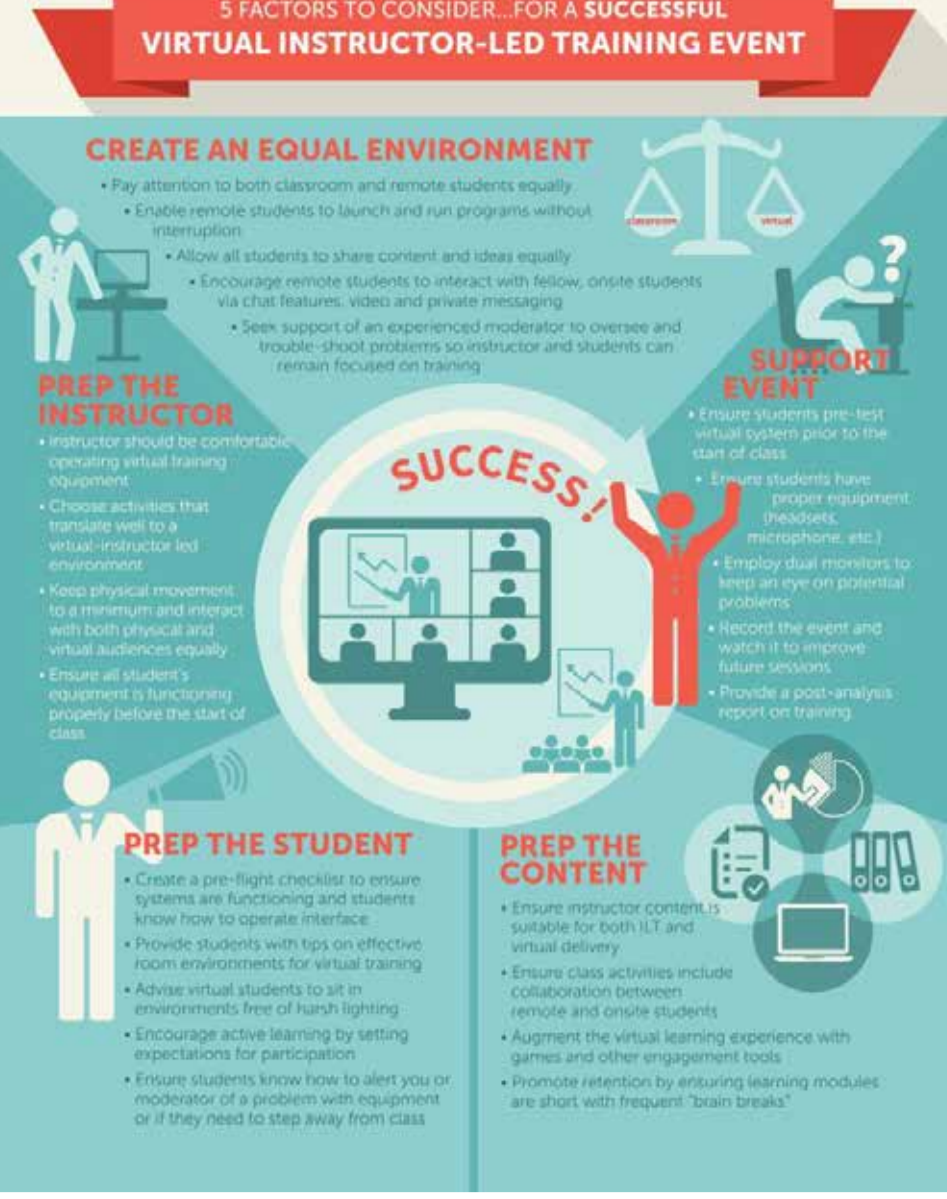 5 FACTORS TO CONSIDER...FOR A SUCCESSFUL
VIRTUAL INSTRUCTOR-LED TRAINING EVENT
CREATE AN EQUAL ENVIRONMENT
• Pay attention to both classroom and remote students equally
• Enable remote students to launch and run programs without
interruption
• Allow all students to share content and ideas equally
• Encourage remote students to interact with fellow, onsite students
via chat features, video and private messaging
• Seek support of an experienced moderator to oversee and
trouble-shoot problems so instructor and students can
remain focused on training
classroom
virtual
?
PREP THE
INSTRUCTOR
• Instructor should be comfortable
operating virtual training
equipment
• Choose activities that
translate well to a
virtual-instructor led
environment
• Keep physical movement
to a minimum and interact
with both physical and
virtual audiences equally
• Ensure all student's
equipment is functioning
properly before the start of
class
SUCCESS!
SUPPORT
EVENT
• Ensure students pre-test
virtual system prior to the
start of class
• Ensure students have
proper equipment
(headsets,
microphone, etc.)
• Employ dual monitors to
keep an eye on potential
problems
• Record the event and
watch it to improve
future sessions
• Provide a post-analysis
report on training
PREP THE STUDENT
• Create a pre-flight checklist to ensure
systems are functioning and students
know how to operate interface
• Provide students with tips on effective
room environments for virtual training
• Advise virtual students to sit in
environments free of harsh lighting
• Encourage active learning by setting
expectations for participation
• Ensure students know how to alert you or
moderator of a problem with equipment
or if they need to step away from class
PREP THE
CONTENT
• Ensure instructor content is
suitable for both ILT and
virtual delivery
• Ensure class activities include
collaboration between
remote and onsite students
• Augment the virtual learning experience with
games and other engagement tools
• Promote retention by ensuring learning modules
are short with frequent "brain breaks"